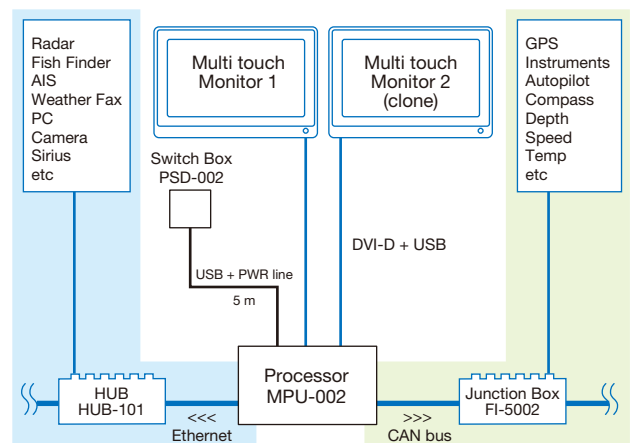 Radar
Fish Finder
AIS
Weather Fax
PC
Camera
Sirius
etc
Multi touch
Monitor 1
Multi touch
Monitor 2
(clone)
GPS
Instruments
Autopilot
Compass
Depth
Speed
Temp
etc
Switch Box
PSD-002
DVI-D + USB
USB + PWR line
5 m
Processor
MPU-002
HUB
HUB-101
<<<
Ethernet
>>>
CAN bus
Junction Box
FI-5002